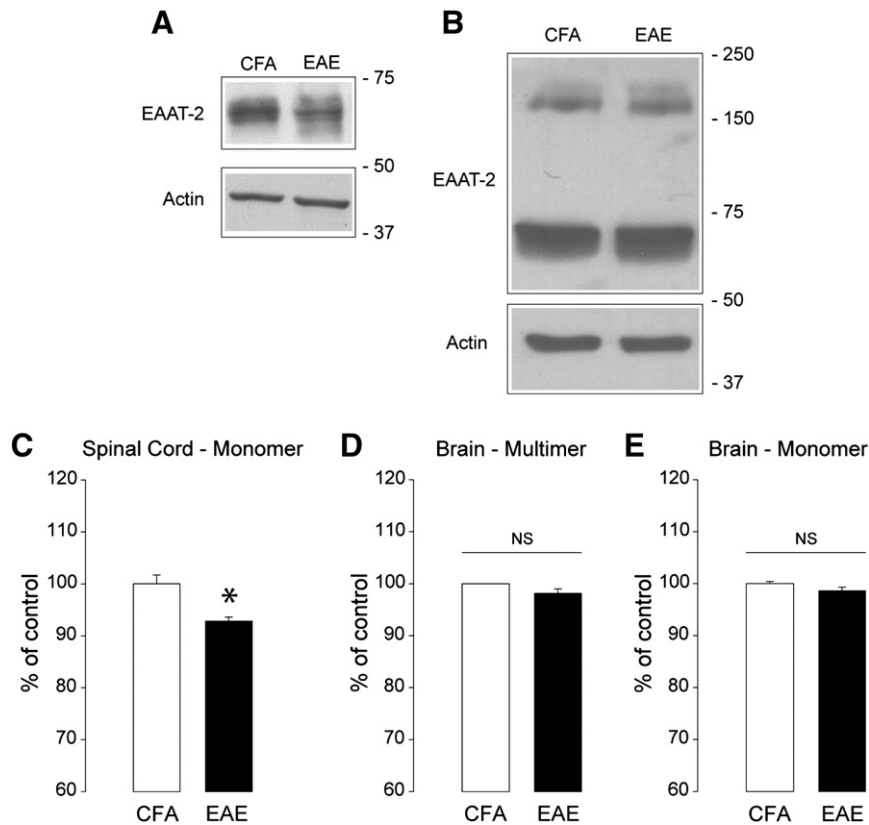 A
CFA EAE
EAAT-2
- 75
- 50
Actin
- 37
B
CFA EAE
- 250
- 150
EAAT-2
- 75
- 50
Actin
- 37
C Spinal Cord - Monomer
120
110
100
90
80
70
60
% of control
*
CFA EAE
D Brain - Multimer
120
110
100
90
80
70
60
% of control
NS
CFA EAE
E Brain - Monomer
120
110
100
90
80
70
60
% of control
NS
CFA EAE